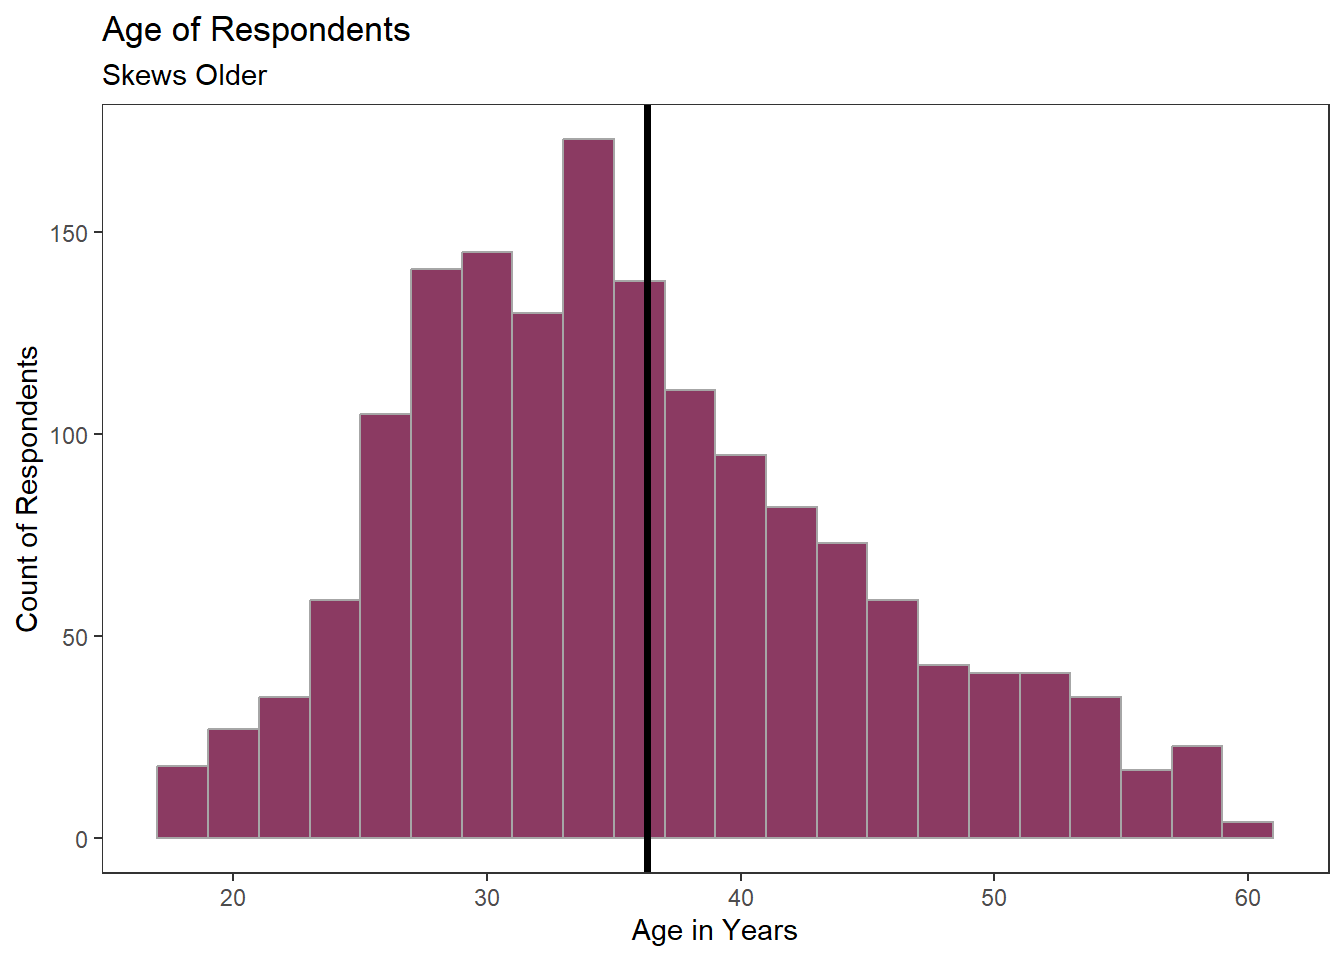 Age of Respondents
Skews Older
Count of Respondents
150
100
50
0
20 30 40 50 60
Age in Years